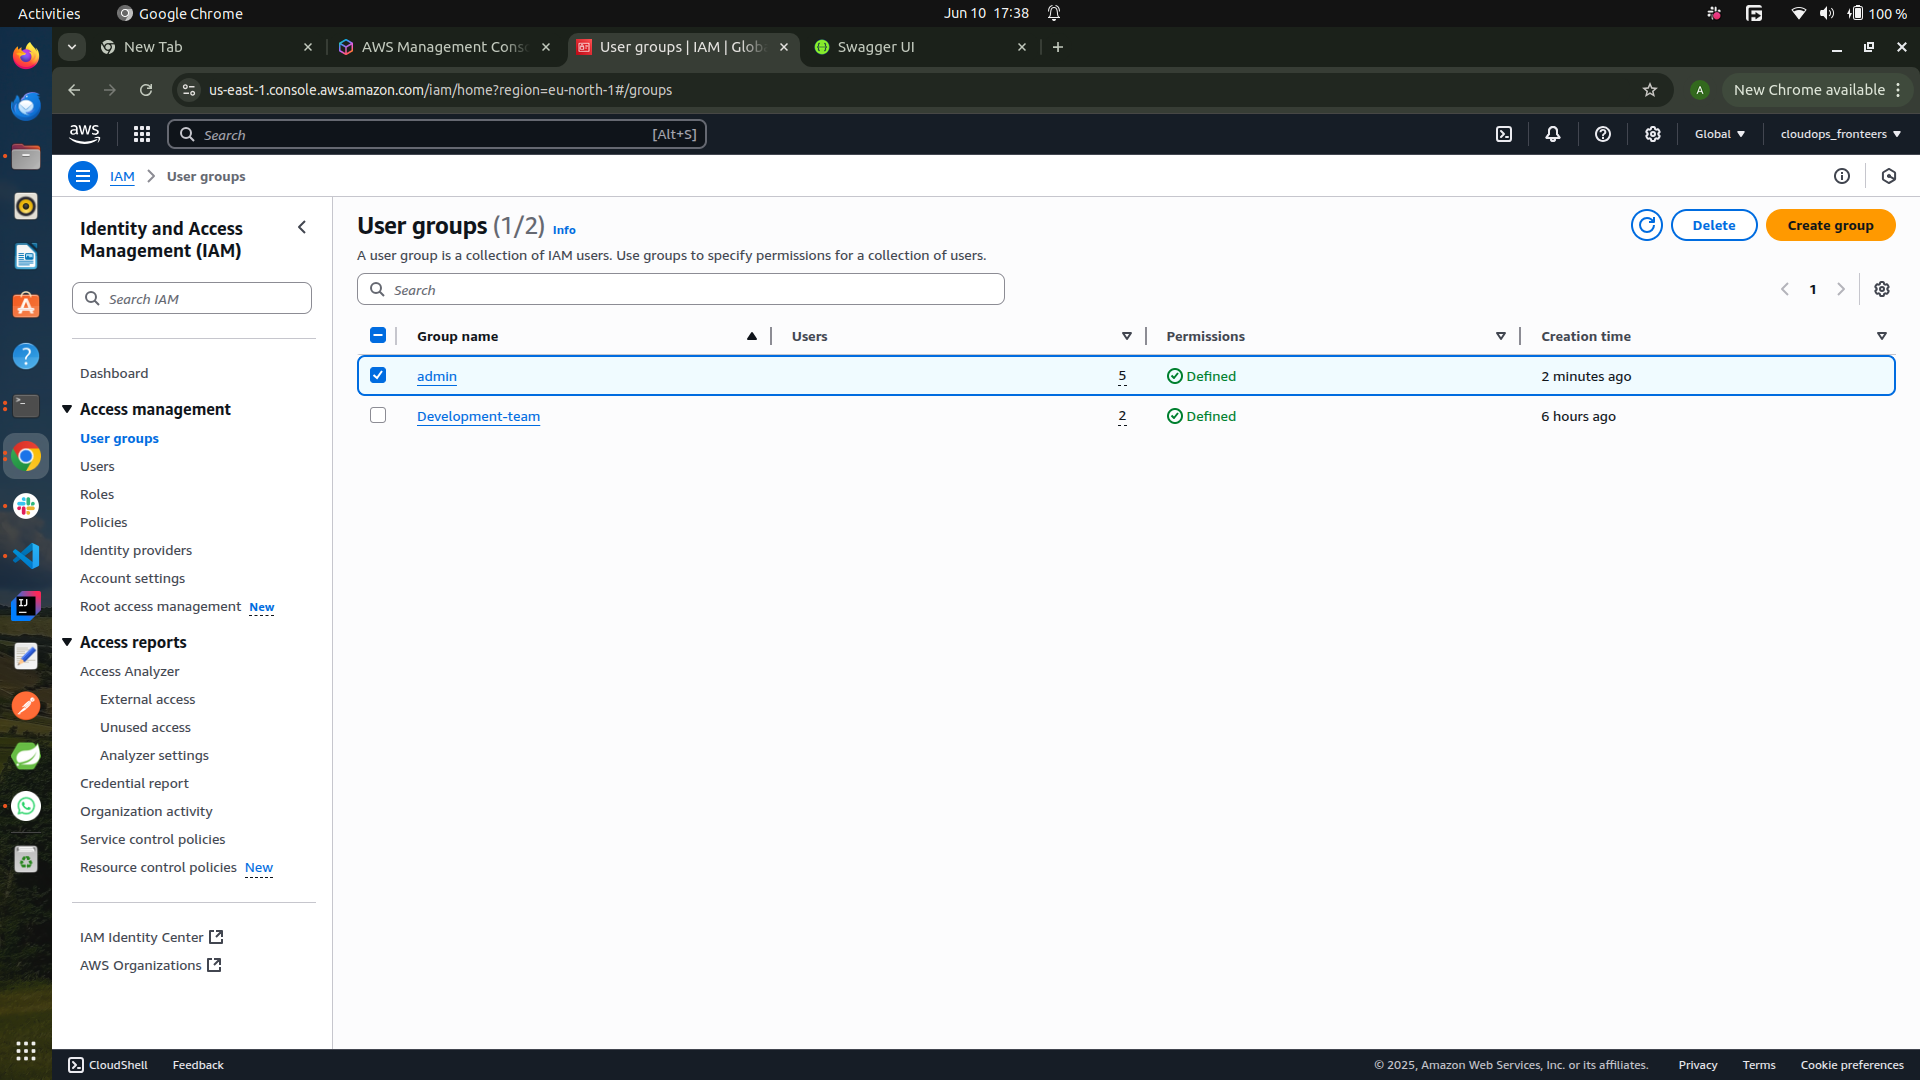 Activities
Google Chrome
Jun 10 17:38
100 %
New Tab
AWS Management Cons
User groups | IAM | Globa
Swagger UI
us-east-1.console.aws.amazon.com/iam/home?region=eu-north-1#/groups
A
New Chrome available
aws
Search
[Alt+S]
Global
cloudops_fronteers
IAM
User groups
Identity and Access
Management (IAM)
Search IAM
Dashboard
Access management
User groups
Users
Roles
Policies
Identity providers
Account settings
Root access management New
Access reports
Access Analyzer
External access
Unused access
Analyzer settings
Credential report
Organization activity
Service control policies
Resource control policies New
IAM Identity Center
AWS Organizations
User groups (1/2) Info
Delete
Create group
A user group is a collection of IAM users. Use groups to specify permissions for a collection of users.
Search
1
Group name Users Permissions Creation time
admin 5 Defined 2 minutes ago
Development-team 2 Defined 6 hours ago
CloudShell
Feedback
© 2025, Amazon Web Services, Inc. or its affiliates.
Privacy
Terms
Cookie preferences